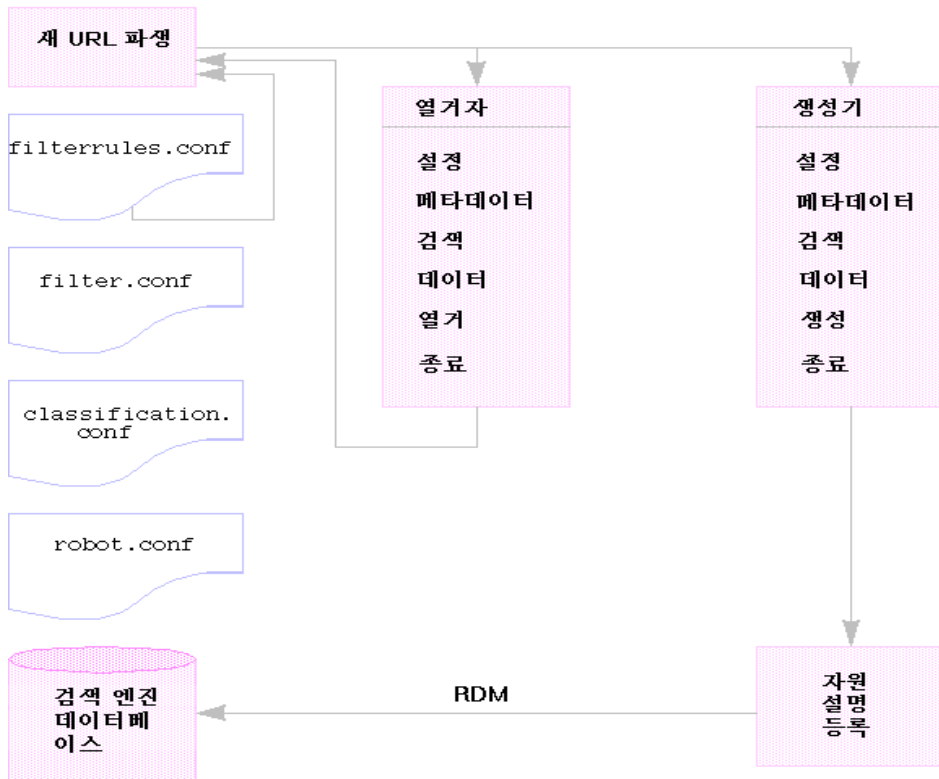 새 URL 파생
filterrules.conf
filter.conf
classification.
conf
robot.conf
검색 엔진
데이터베
이스
열거자
설정
메타데이터
검색
데이터
열거
종료
생성기
설정
메타데이터
검색
데이터
생성
종료
RDM
자원
설명
등록